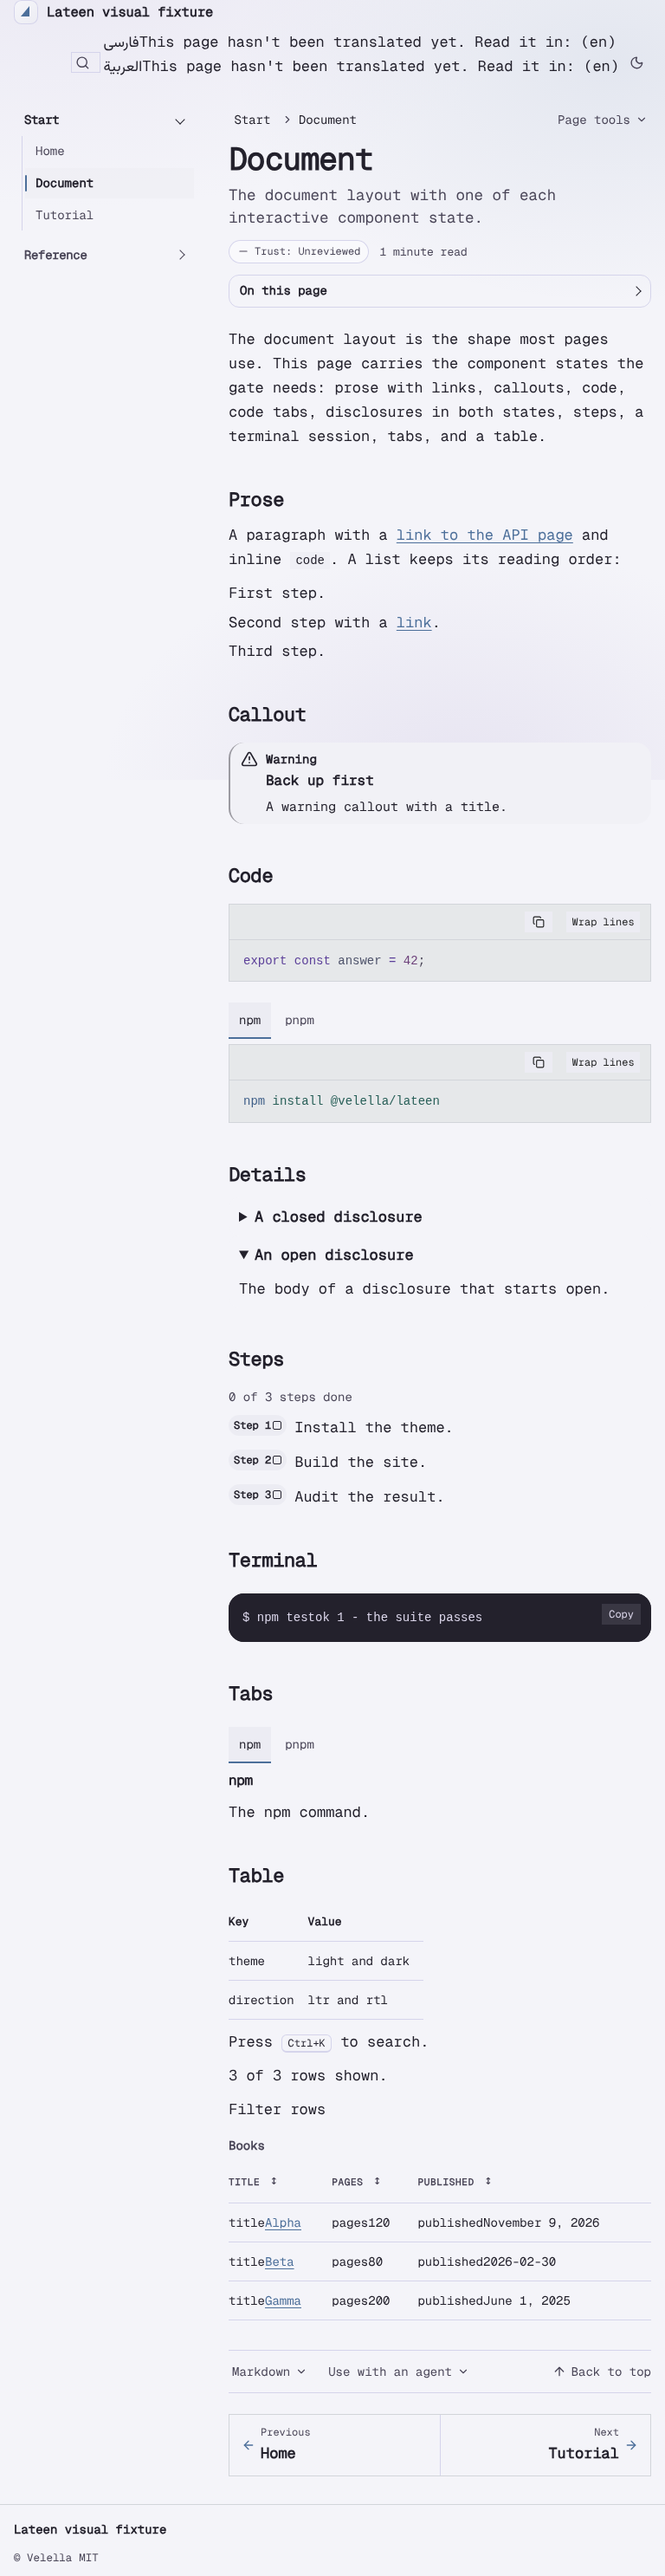 Lateen visual fixture
فارسیThis page hasn't been translated yet. Read it in: (en)
العربيةThis page hasn't been translated yet. Read it in: (en)
Start
Home
Document
Tutorial
Reference
Start > Document
Page tools
Document
The document layout with one of each
interactive component state.
— Trust: Unreviewed
1 minute read
On this page
The document layout is the shape most pages
use. This page carries the component states the
gate needs: prose with links, callouts, code,
code tabs, disclosures in both states, steps, a
terminal session, tabs, and a table.
Prose
A paragraph with a link to the API page and
inline code. A list keeps its reading order:
First step.
Second step with a link.
Third step.
Callout
Warning
Back up first
A warning callout with a title.
Code
Wrap lines
export const answer = 42;
npm pnpm
Wrap lines
npm install @velella/lateen
Details
A closed disclosure
An open disclosure
The body of a disclosure that starts open.
Steps
0 of 3 steps done
Step 1 Install the theme.
Step 2 Build the site.
Step 3 Audit the result.
Terminal
$ npm testok 1 - the suite passes
Copy
Tabs
npm pnpm
npm
The npm command.
Table
Key Value
theme light and dark
direction ltr and rtl
Press Ctrl+K to search.
3 of 3 rows shown.
Filter rows
Books
TITLE ↕ PAGES ↕ PUBLISHED ↕
titleAlpha pages120 publishedNovember 9, 2026
titleBeta pages80 published2026-02-30
titleGamma pages200 publishedJune 1, 2025
Markdown Use with an agent ↑ Back to top
Previous
← Home
Next
Tutorial →
Lateen visual fixture
© Velella MIT